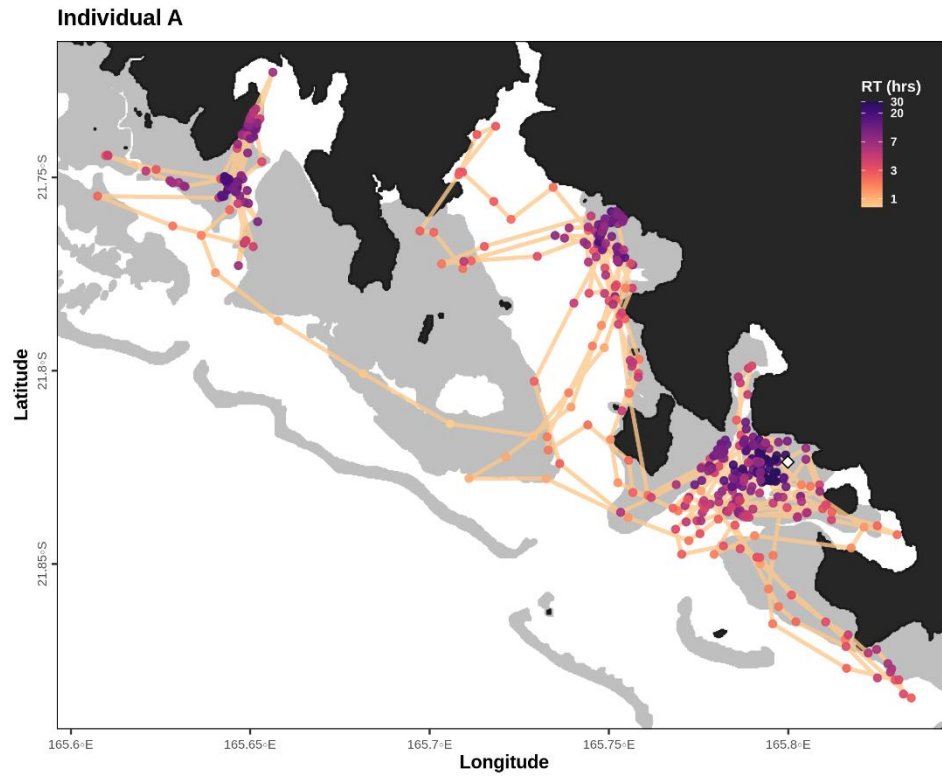 Individual A
RT (hrs)
30
20
7
3
1
21.75°S
21.8°S
21.85°S
Latitude
165.6°E
165.65°E
165.7°E
165.75°E
165.8°E
Longitude